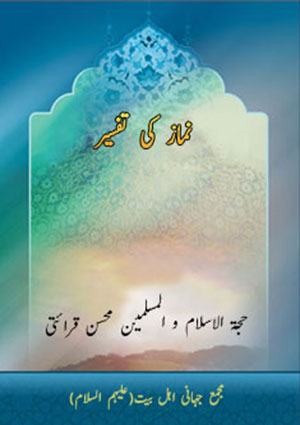 نماز کی تفسیر
حجۃ الاسلام و المسلمین محسن قرائتی
مجمع جہانی اہل بیت (علیہم السلام)